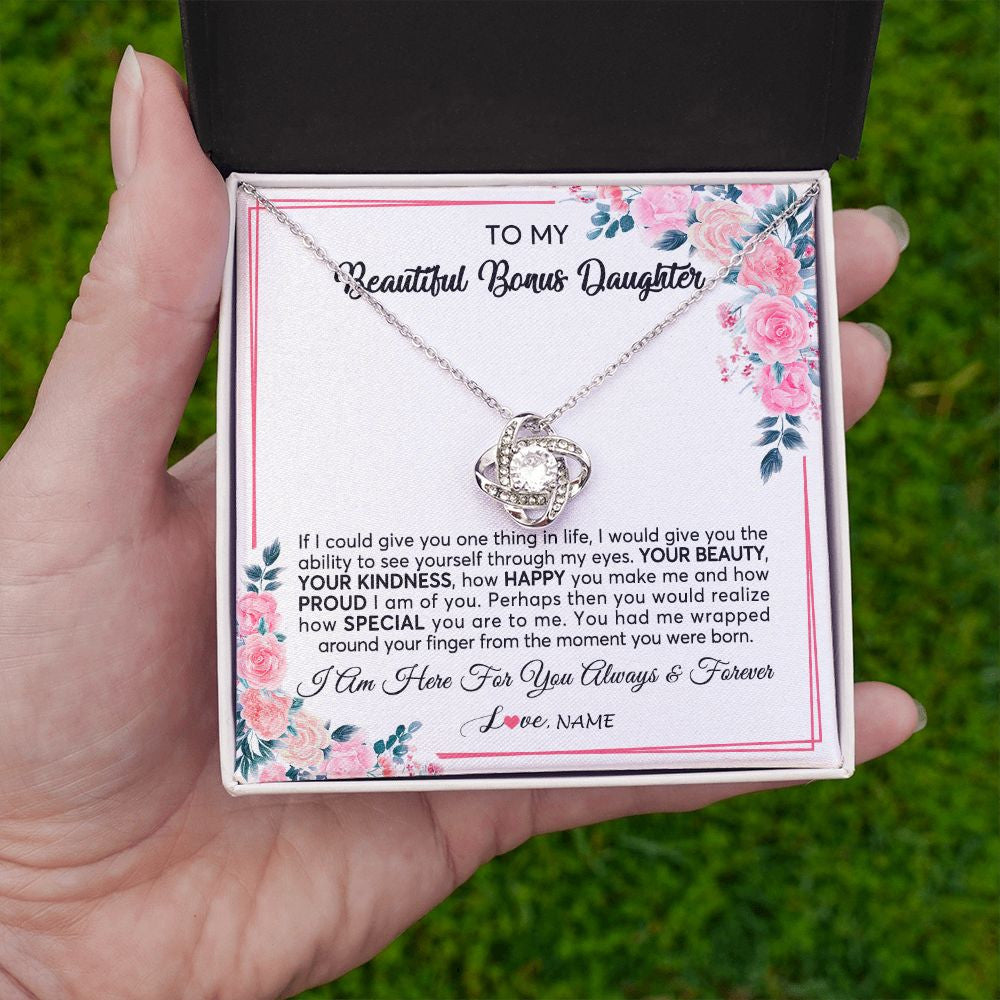 TO MY
Beautiful Bonus Daughter
If I could give you one thing in life, I would give you the
ability to see yourself through my eyes. YOUR BEAUTY,
YOUR KINDNESS, how HAPPY you make me and how
PROUD I am of you. Perhaps then you would realize
how SPECIAL you are to me. You had me wrapped
around your finger from the moment you were born.
I Am Here For You Always & Forever
Love, NAME